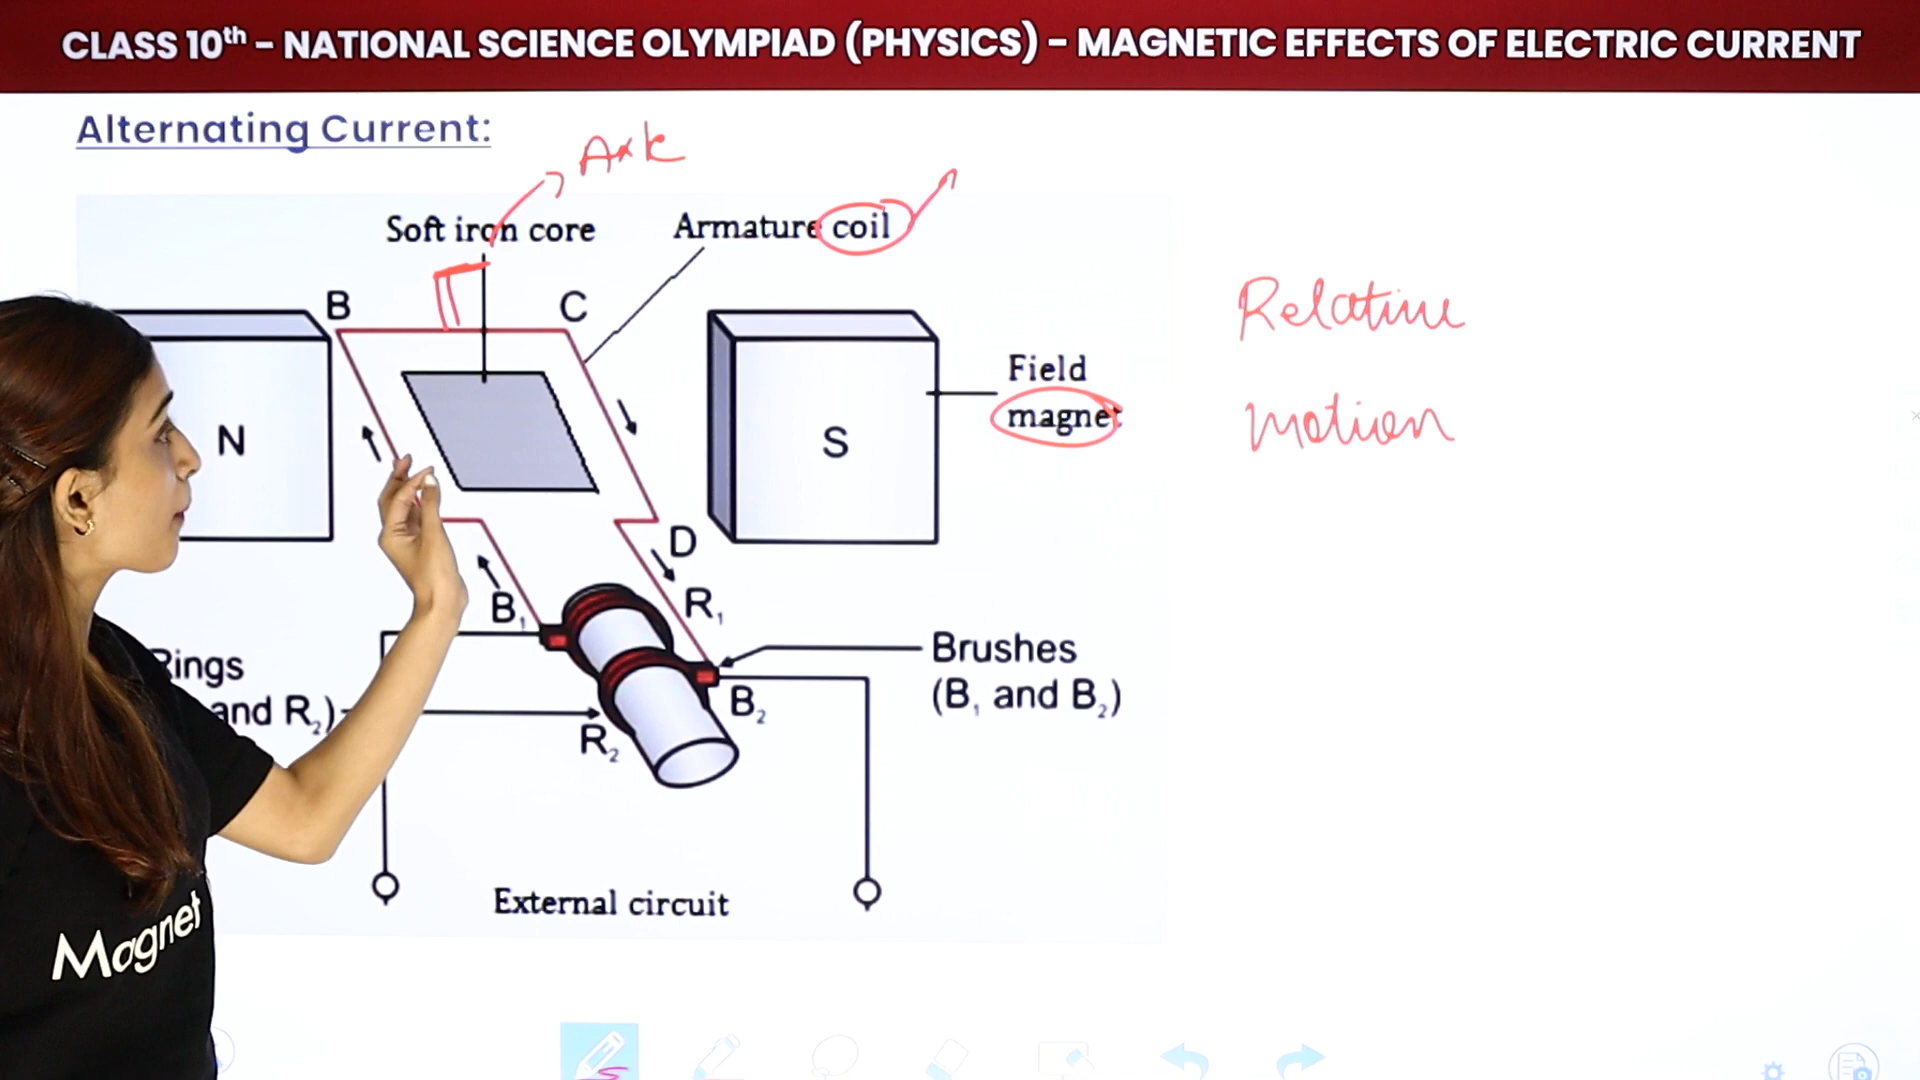 CLASS 10th – NATIONAL SCIENCE OLYMPIAD (PHYSICS) – MAGNETIC EFFECTS OF ELECTRIC CURRENT
Alternating Current:
Soft iron core
Armature coil
B
C
N
S
Field
magnet
Relative
motion
D
B₁
R₁
Rings
and R₂)
Brushes
(B₁ and B₂)
B₂
R₂
External circuit
Magnet